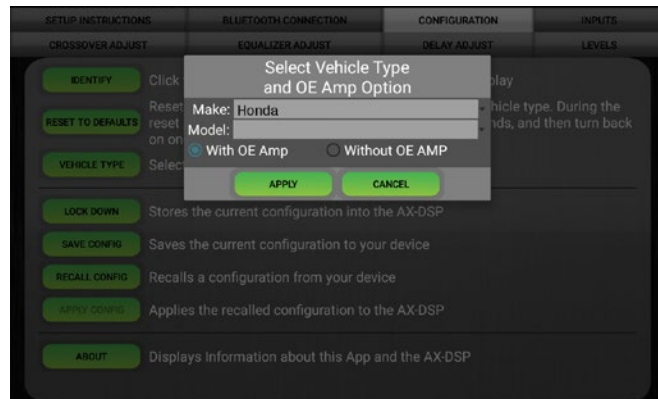 SETUP INSTRUCTIONS BLUETOOTH CONNECTION CONFIGURATION INPUTS
CROSSOVER ADJUST EQUALIZER ADJUST DELAY ADJUST LEVELS
Select Vehicle Type
and OE Amp Option
IDENTIFY Click play
Make: Honda
Reset hicle type. During the
RESET TO DEFAULTS reset nds, and then turn back
Model:
on on
With OE Amp Without OE AMP
VEHICLE TYPE Selec
APPLY CANCEL
LOCK DOWN Stores the current configuration into the AX-DSP
SAVE CONFIG Saves the current configuration to your device
RECALL CONFIG Recalls a configuration from your device
APPLY CONFIG Applies the recalled configuration to the AX-DSP
ABOUT Displays Information about this App and the AX-DSP